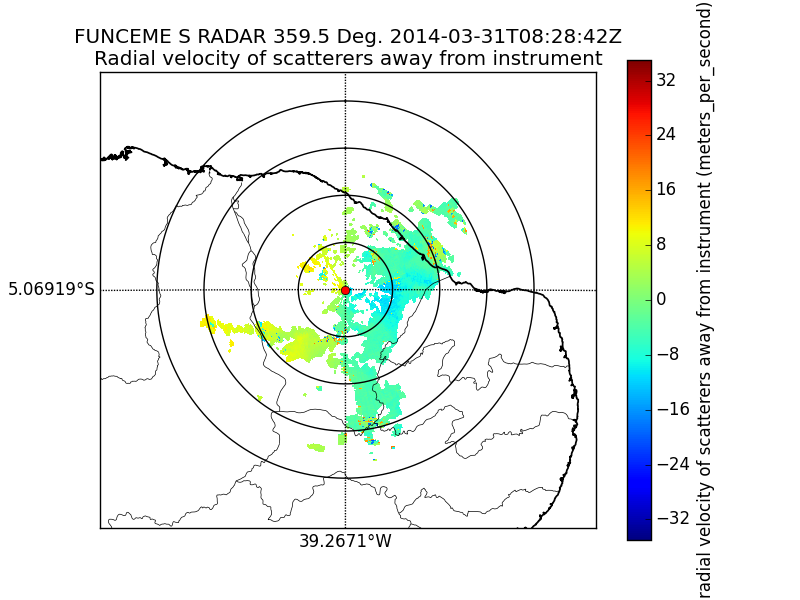 FUNCEME S RADAR 359.5 Deg. 2014-03-31T08:28:42Z
Radial velocity of scatterers away from instrument
5.06919°S
39.2671°W
32
24
16
8
0
−8
−16
−24
−32
radial velocity of scatterers away from instrument (meters_per_second)